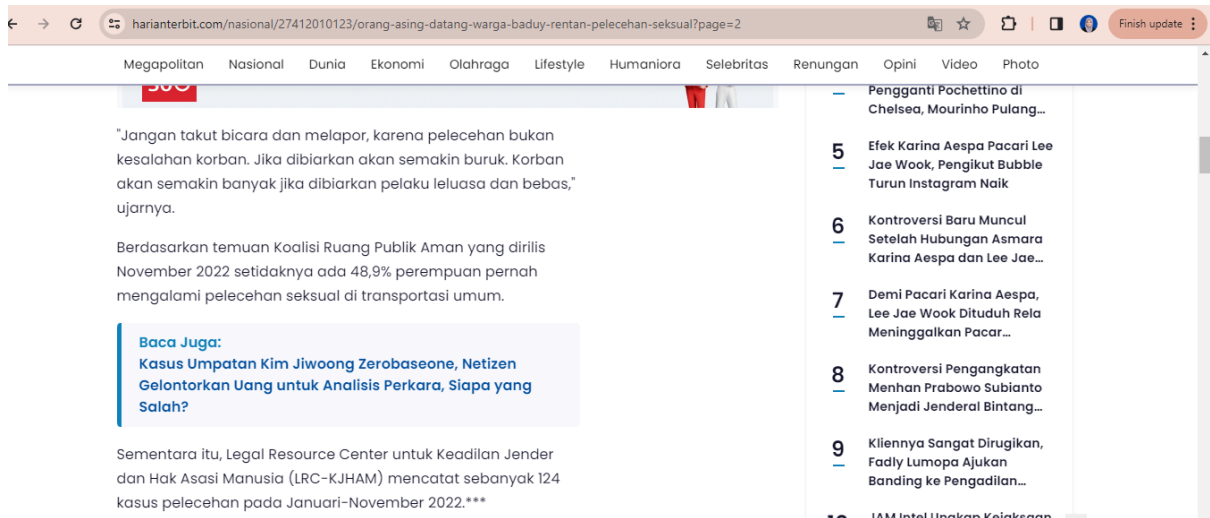 harianterbit.com/nasional/27412010123/orang-asing-datang-warga-baduy-rentan-pelecehan-seksual?page=2
Finish update
Megapolitan Nasional Dunia Ekonomi Olahraga Lifestyle Humaniora Selebritas Renungan Opini Video Photo
"Jangan takut bicara dan melapor, karena pelecehan bukan
kesalahan korban. Jika dibiarkan akan semakin buruk. Korban
akan semakin banyak jika dibiarkan pelaku leluasa dan bebas,"
ujarnya.
Berdasarkan temuan Koalisi Ruang Publik Aman yang dirilis
November 2022 setidaknya ada 48,9% perempuan pernah
mengalami pelecehan seksual di transportasi umum.
Baca Juga:
Kasus Umpatan Kim Jiwoong Zerobaseone, Netizen
Gelontorkan Uang untuk Analisis Perkara, Siapa yang
Salah?
Sementara itu, Legal Resource Center untuk Keadilan Jender
dan Hak Asasi Manusia (LRC-KJHAM) mencatat sebanyak 124
kasus pelecehan pada Januari-November 2022.***
Pengganti Pochettino di
Chelsea, Mourinho Pulang...
5
Efek Karina Aespa Pacari Lee
Jae Wook, Pengikut Bubble
Turun Instagram Naik
6
Kontroversi Baru Muncul
Setelah Hubungan Asmara
Karina Aespa dan Lee Jae...
7
Demi Pacari Karina Aespa,
Lee Jae Wook Dituduh Rela
Meninggalkan Pacar...
8
Kontroversi Pengangkatan
Menhan Prabowo Subianto
Menjadi Jenderal Bintang...
9
Kliennya Sangat Dirugikan,
Fadly Lumopa Ajukan
Banding ke Pengadilan...
JAM Intel Ungkap Kejaksaan